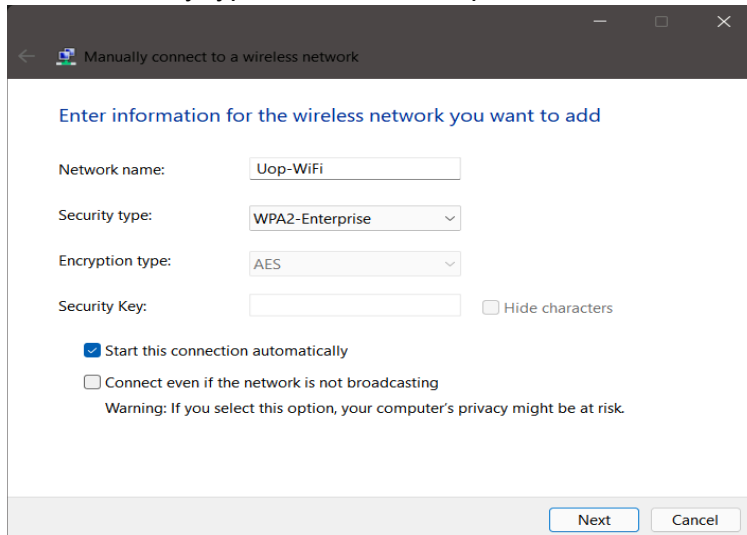 Manually connect to a wireless network
Enter information for the wireless network you want to add
Network name: Uop-WiFi
Security type: WPA2-Enterprise
Encryption type: AES
Security Key: Hide characters
Start this connection automatically
Connect even if the network is not broadcasting
Warning: If you select this option, your computer's privacy might be at risk.
Next Cancel